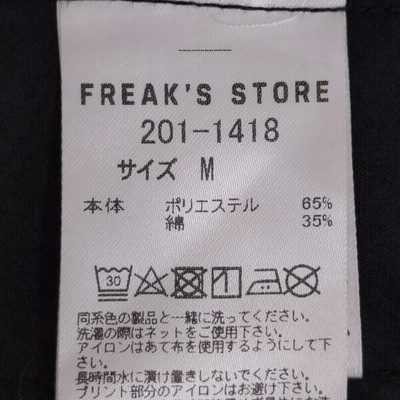 FREAK'S STORE
201-1418
サイズ M
本体 ポリエステル 65%
綿 35%
30
同系色の製品と一緒に洗ってください。
洗濯の際はネットをご使用下さい。
アイロンはあて布を使用するようにして下さい。
長時間水に漬け置きしないでください。
プリント部分のアイロンはお避け下さい。